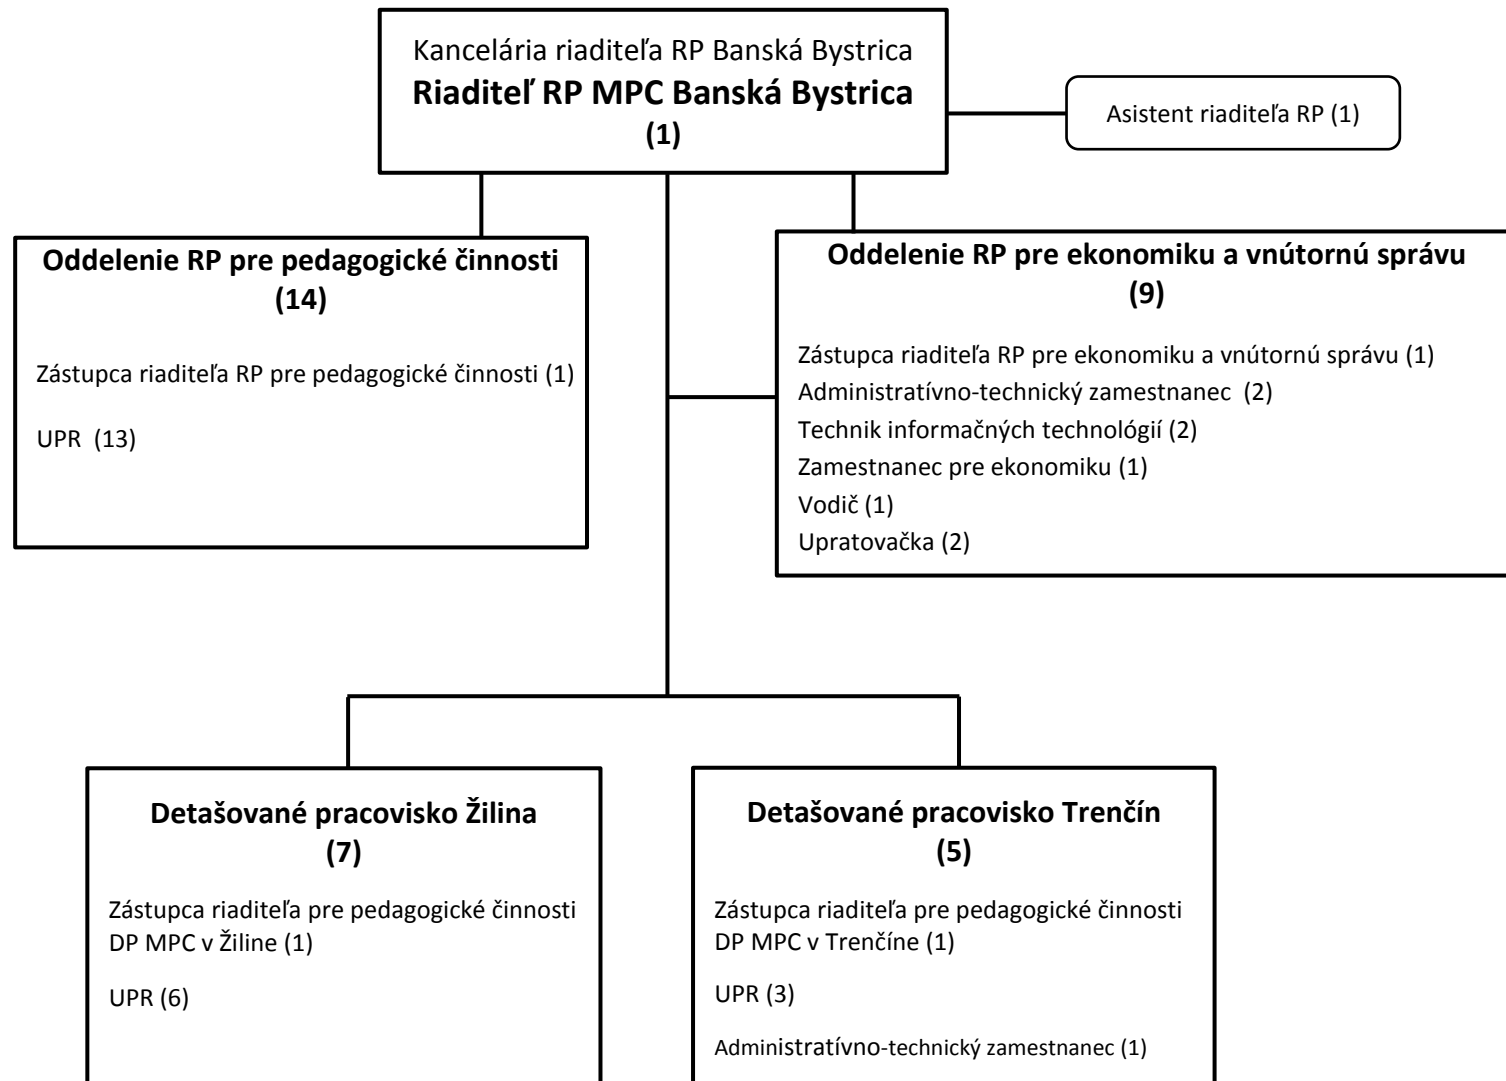 Kancelária riaditeľa RP Banská Bystrica
Riaditeľ RP MPC Banská Bystrica
(1)
Asistent riaditeľa RP (1)
Oddelenie RP pre pedagogické činnosti
(14)
Zástupca riaditeľa RP pre pedagogické činnosti (1)
UPR (13)
Oddelenie RP pre ekonomiku a vnútornú správu
(9)
Zástupca riaditeľa RP pre ekonomiku a vnútornú správu (1)
Administratívno-technický zamestnanec (2)
Technik informačných technológií (2)
Zamestnanec pre ekonomiku (1)
Vodič (1)
Upratovačka (2)
Detašované pracovisko Žilina
(7)
Zástupca riaditeľa pre pedagogické činnosti
DP MPC v Žiline (1)
UPR (6)
Detašované pracovisko Trenčín
(5)
Zástupca riaditeľa pre pedagogické činnosti
DP MPC v Trenčíne (1)
UPR (3)
Administratívno-technický zamestnanec (1)